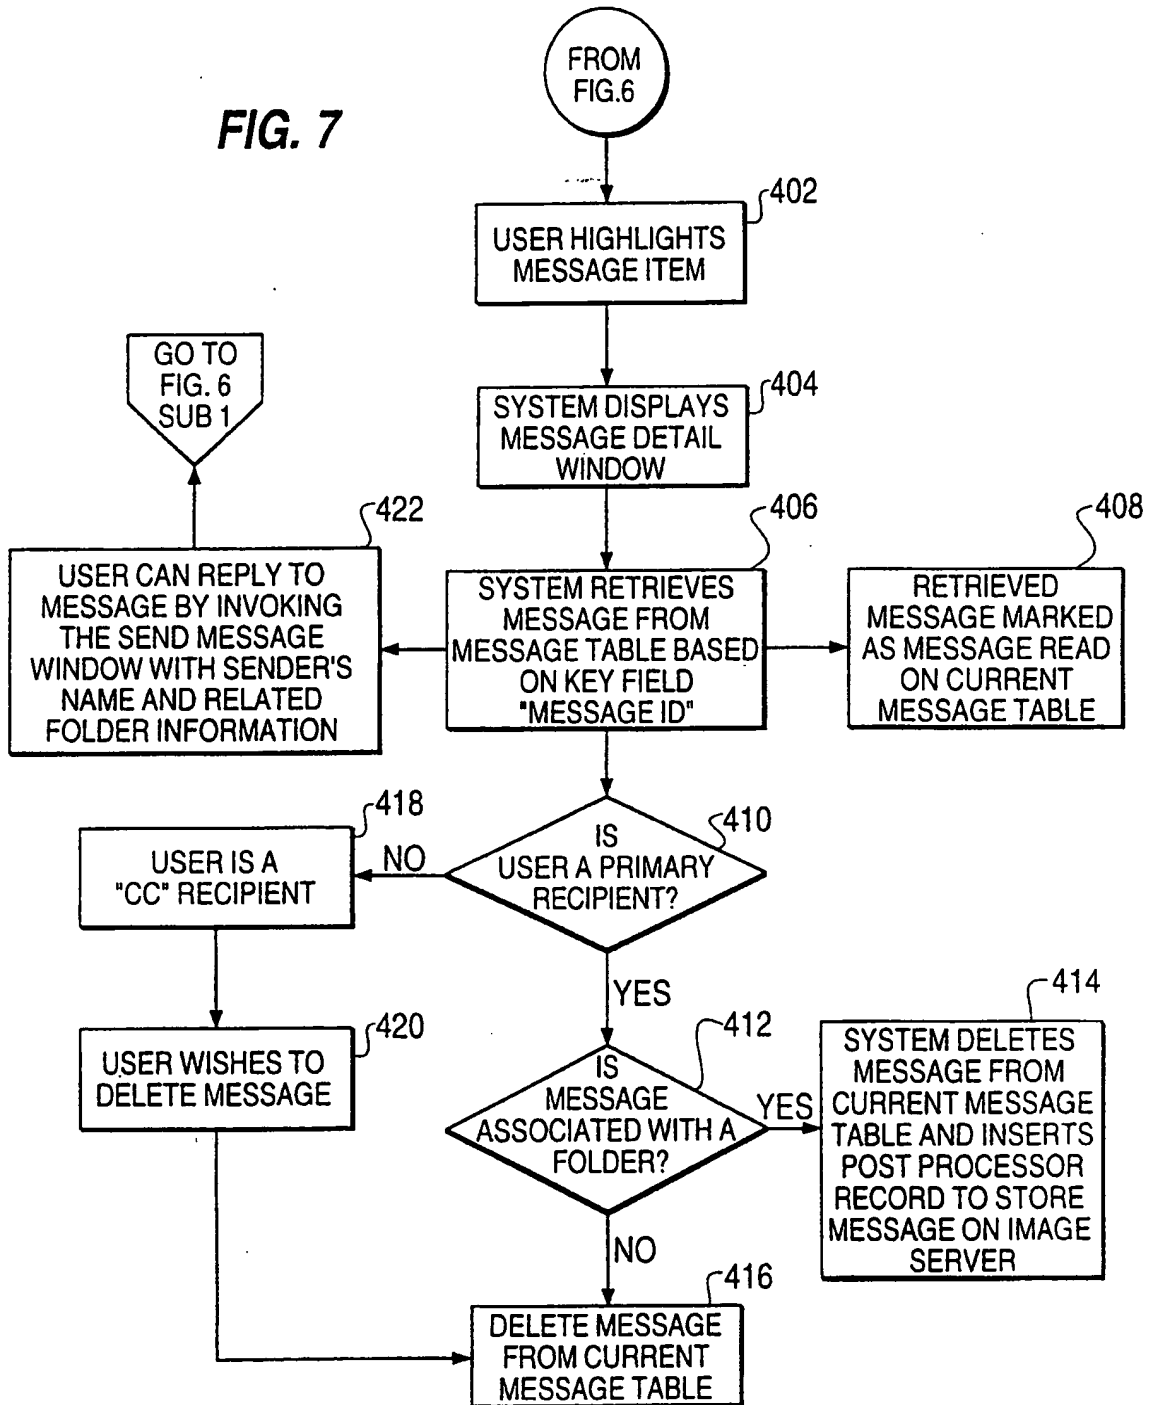 FROM
FIG.6
FIG. 7
402
USER HIGHLIGHTS
MESSAGE ITEM
GO TO
FIG. 6
SUB 1
404
SYSTEM DISPLAYS
MESSAGE DETAIL
WINDOW
422
USER CAN REPLY TO
MESSAGE BY INVOKING
THE SEND MESSAGE
WINDOW WITH SENDER'S
NAME AND RELATED
FOLDER INFORMATION
406
SYSTEM RETRIEVES
MESSAGE FROM
MESSAGE TABLE BASED
ON KEY FIELD
"MESSAGE ID"
408
RETRIEVED
MESSAGE MARKED
AS MESSAGE READ
ON CURRENT
MESSAGE TABLE
418
USER IS A
"CC" RECIPIENT
NO
410
IS
USER A PRIMARY
RECIPIENT?
YES
420
USER WISHES TO
DELETE MESSAGE
412
IS
MESSAGE
ASSOCIATED WITH A
FOLDER?
YES
414
SYSTEM DELETES
MESSAGE FROM
CURRENT MESSAGE
TABLE AND INSERTS
POST PROCESSOR
RECORD TO STORE
MESSAGE ON IMAGE
SERVER
NO
416
DELETE MESSAGE
FROM CURRENT
MESSAGE TABLE